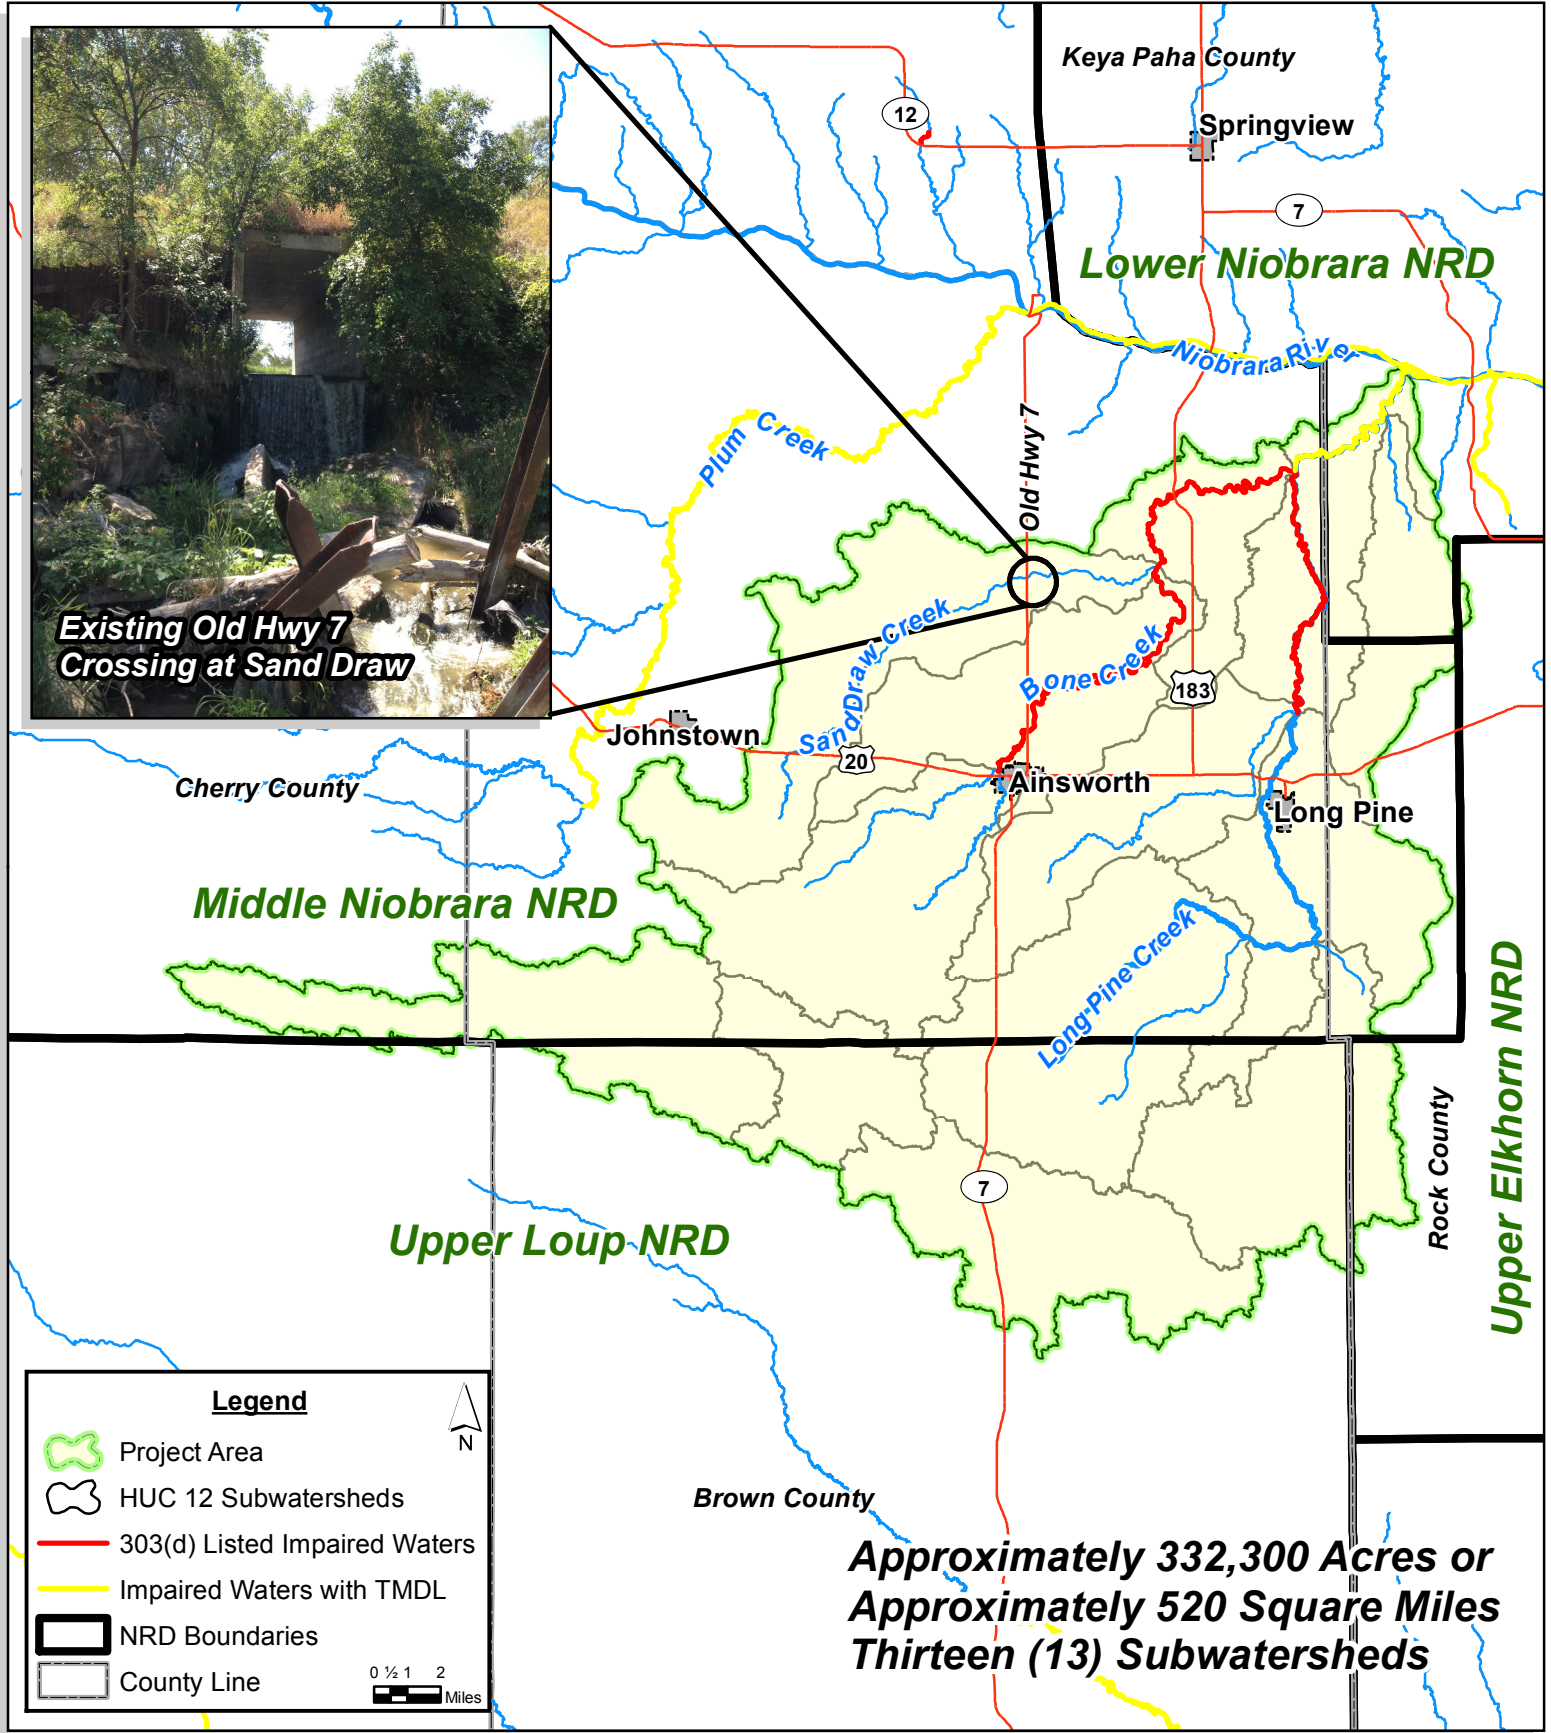 Keya Paha County
12
Springview
7
Lower Niobrara NRD
Niobrara River
Plum Creek
Old Hwy 7
Existing Old Hwy 7
Crossing at Sand Draw
Sand Draw Creek
Bone Creek
183
Johnstown
20
Ainsworth
Long Pine
Cherry County
Middle Niobrara NRD
Long Pine Creek
Upper Elkhorn NRD
Rock County
7
Upper Loup NRD
Brown County
Legend
N
Project Area
HUC 12 Subwatersheds
303(d) Listed Impaired Waters
Impaired Waters with TMDL
NRD Boundaries
County Line
0 ½ 1 2
Miles
Approximately 332,300 Acres or
Approximately 520 Square Miles
Thirteen (13) Subwatersheds